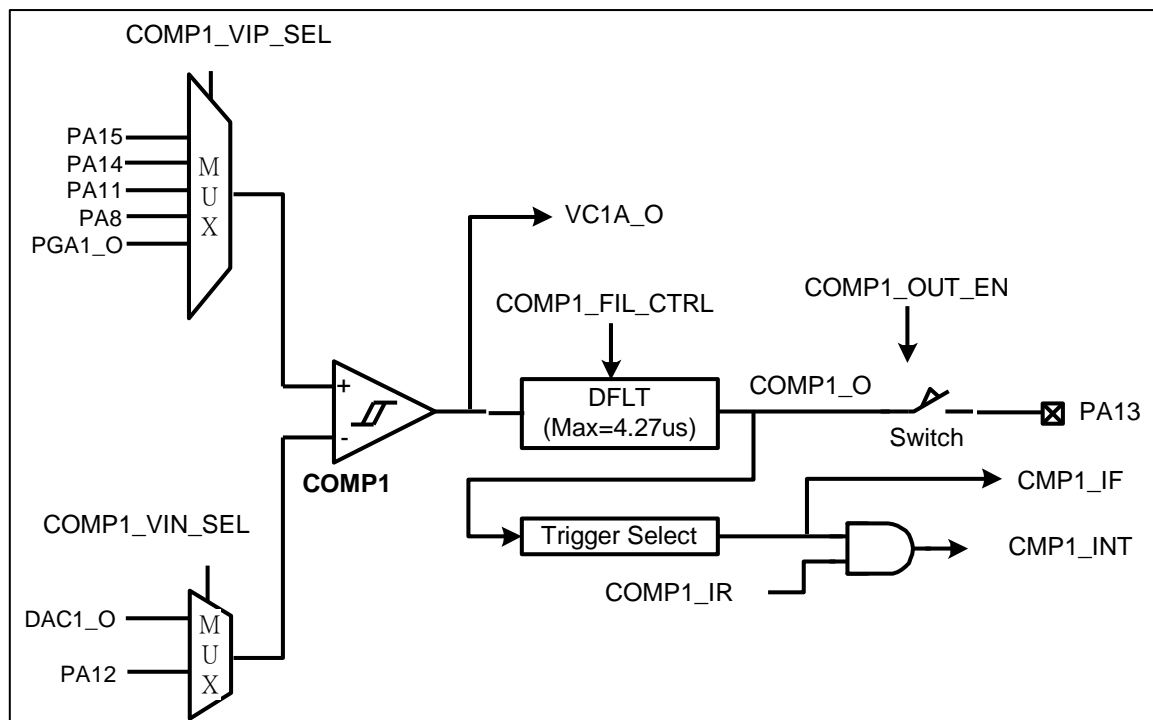 COMP1_VIP_SEL
PA15
PA14
PA11
PA8
PGA1_O
M
U
X
VC1A_O
COMP1_FIL_CTRL
COMP1_OUT_EN
+
-
COMP1
DFLT
(Max=4.27us)
COMP1_O
Switch
PA13
Trigger Select
CMP1_IF
CMP1_INT
COMP1_IR
COMP1_VIN_SEL
DAC1_O
PA12
M
U
X